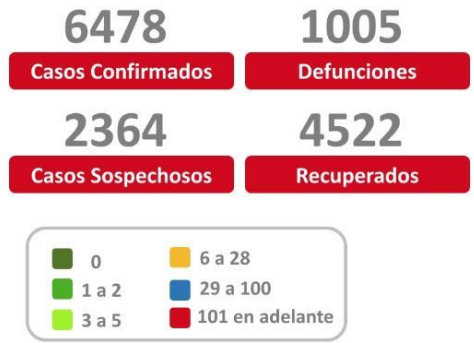 6478 1005
Casos Confirmados Defunciones
2364 4522
Casos Sospechosos Recuperados
0 6 a 28
1 a 2 29 a 100
3 a 5 101 en adelante